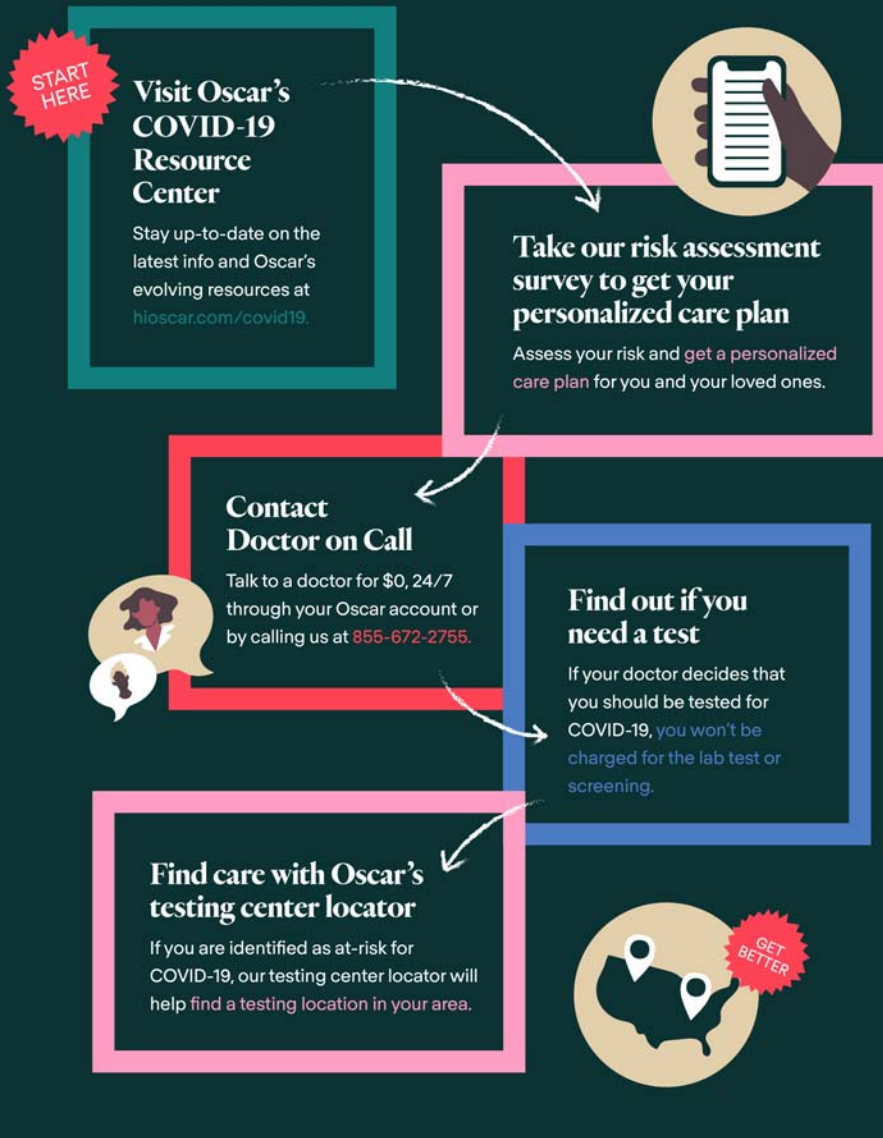 START
HERE
Visit Oscar’s
COVID-19
Resource
Center
Stay up-to-date on the
latest info and Oscar’s
evolving resources at
hioscar.com/covid19.
Take our risk assessment
survey to get your
personalized care plan
Assess your risk and get a personalized
care plan for you and your loved ones.
Contact
Doctor on Call
Talk to a doctor for $0, 24/7
through your Oscar account or
by calling us at 855-672-2755.
Find out if you
need a test
If your doctor decides that
you should be tested for
COVID-19, you won’t be
charged for the lab test or
screening.
Find care with Oscar’s
testing center locator
If you are identified as at-risk for
COVID-19, our testing center locator will
help find a testing location in your area.
GET
BETTER